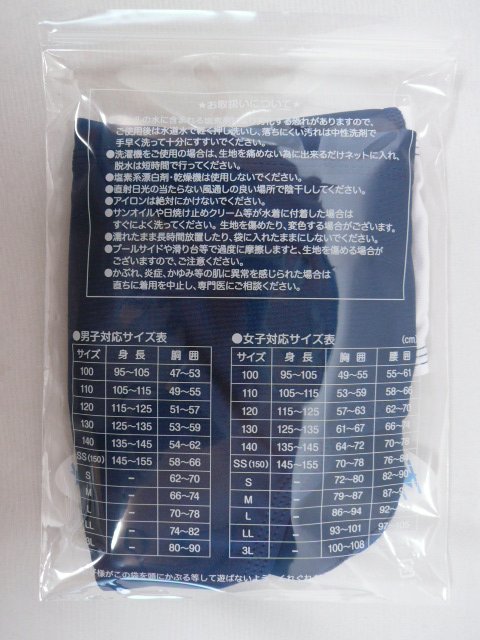 ★お取扱いについて★
ご使用後は水道水で軽く押し洗いし、落ちにくい汚れは中性洗剤で
手早く洗って十分にすすいでください。
●洗濯機をご使用の場合は、生地を痛めない為に出来るだけネットに入れ、
脱水は短時間で行ってください。
●塩素系漂白剤・乾燥機は使用しないでください。
●直射日光の当たらない風通しの良い場所で陰干ししてください。
●アイロンは絶対にかけないでください。
●サンオイルや日焼け止めクリーム等が水着に付着した場合は
すぐによく洗ってください。生地を傷めたり、変色する場合がございます。
●濡れたまま長時間放置したり、袋に入れたままにしないでください。
●プールサイドや滑り台等で過度に摩擦しますと、生地を傷める場合が
ございますので、ご注意ください。
●かぶれ、炎症、かゆみ等の肌に異常を感じられた場合は
直ちに着用を中止し、専門医にご相談ください。
●男子対応サイズ表
サイズ 身長 胸囲
100 95〜105 47〜53
110 105〜115 49〜55
120 115〜125 51〜57
130 125〜135 53〜59
140 135〜145 54〜62
SS(150) 145〜155 58〜66
S − 62〜70
M − 66〜74
L − 70〜78
LL − 74〜82
3L − 80〜90
●女子対応サイズ表 (cm)
サイズ 身長 胸囲 腰囲
100 95〜105 49〜55 55〜61
110 105〜115 53〜59 58〜66
120 115〜125 57〜63 62〜70
130 125〜135 61〜67 66〜74
140 135〜145 64〜72 70〜78
SS(150) 145〜155 70〜78 76〜84
S − 72〜80 82〜90
M − 79〜87 87〜
L − 86〜94 92〜
LL − 93〜101
3L − 100〜108
様がこの袋を頭にかぶる等して遊ばないよう、くれぐれ